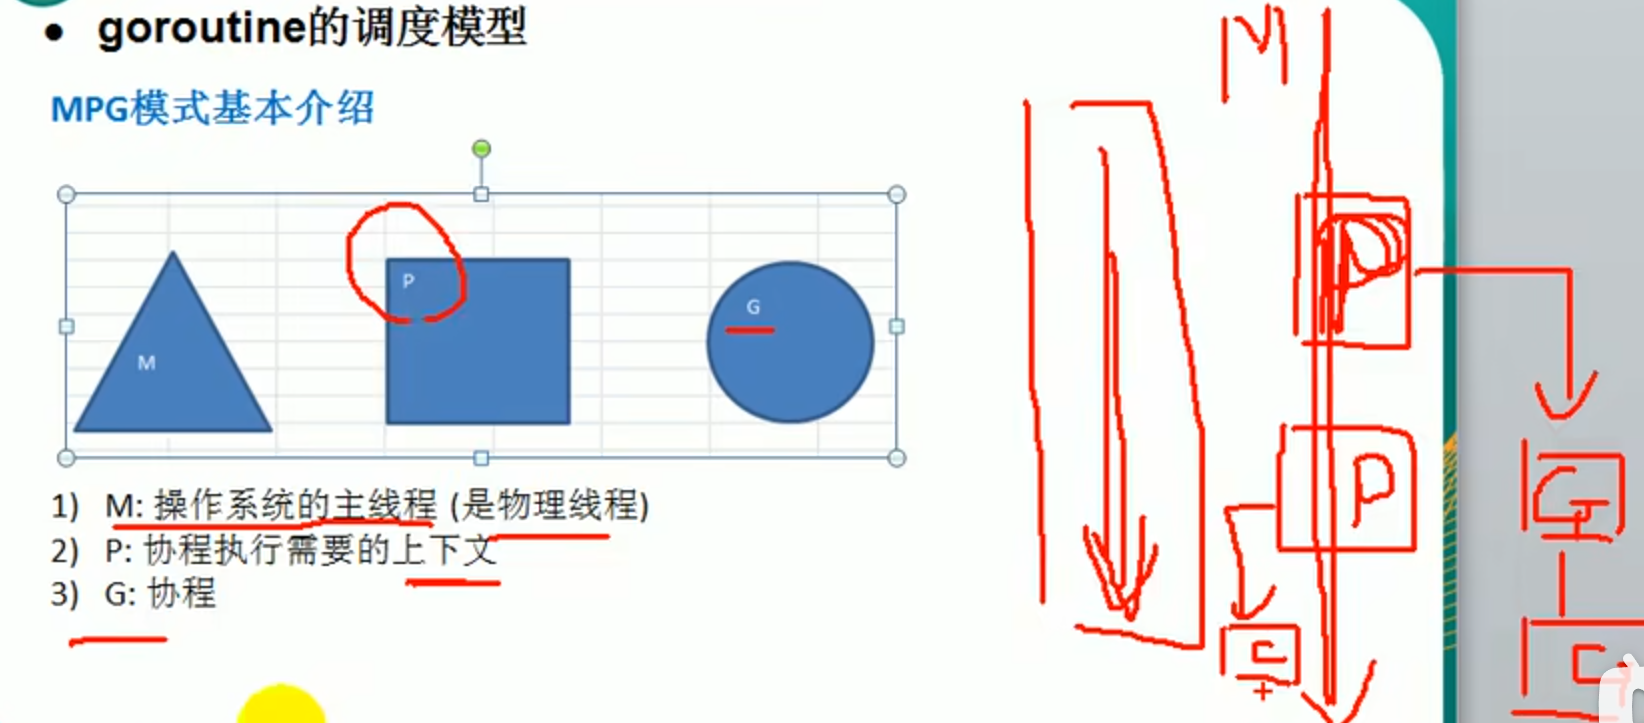 ● goroutine的调度模型
MPG模式基本介绍
M
P
G
1) M: 操作系统的主线程 (是物理线程)
2) P: 协程执行需要的上下文
3) G: 协程
M
P
P
G
G
G